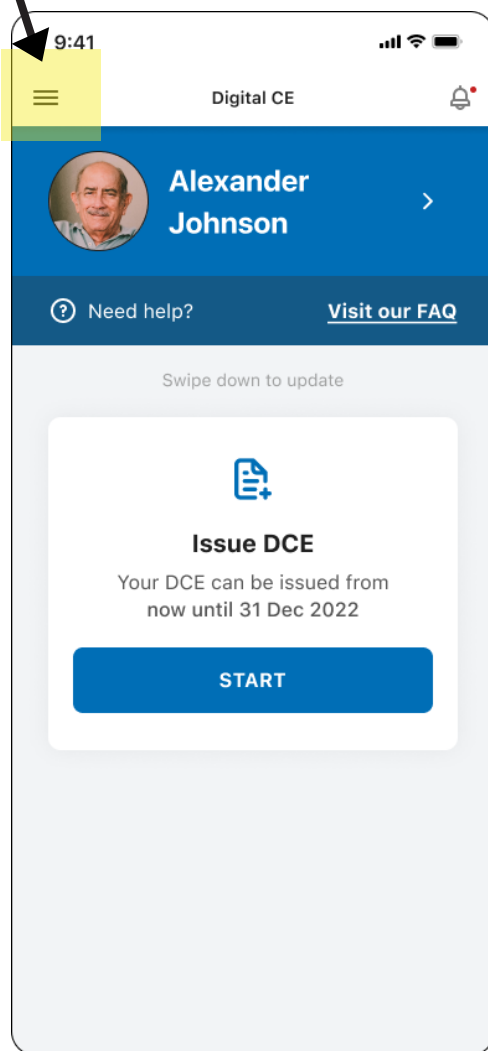 9:41
Digital CE
Alexander
Johnson
Need help? Visit our FAQ
Swipe down to update
Issue DCE
Your DCE can be issued from
now until 31 Dec 2022
START